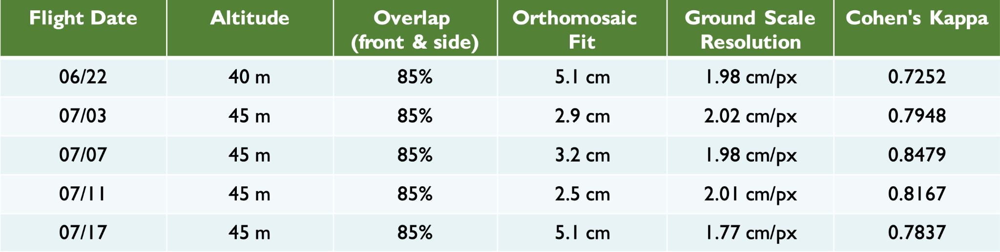 Flight Date Altitude Overlap (front & side) Orthomosaic Fit Ground Scale Resolution Cohen's Kappa
06/22 40 m 85% 5.1 cm 1.98 cm/px 0.7252
07/03 45 m 85% 2.9 cm 2.02 cm/px 0.7948
07/07 45 m 85% 3.2 cm 1.98 cm/px 0.8479
07/11 45 m 85% 2.5 cm 2.01 cm/px 0.8167
07/17 45 m 85% 5.1 cm 1.77 cm/px 0.7837